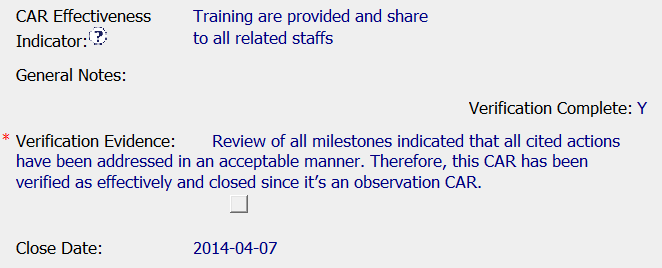 CAR Effectiveness Training are provided and share
Indicator:? to all related staffs
General Notes:
Verification Complete: Y
* Verification Evidence: Review of all milestones indicated that all cited actions
have been addressed in an acceptable manner. Therefore, this CAR has been
verified as effectively and closed since it's an observation CAR.
Close Date: 2014-04-07